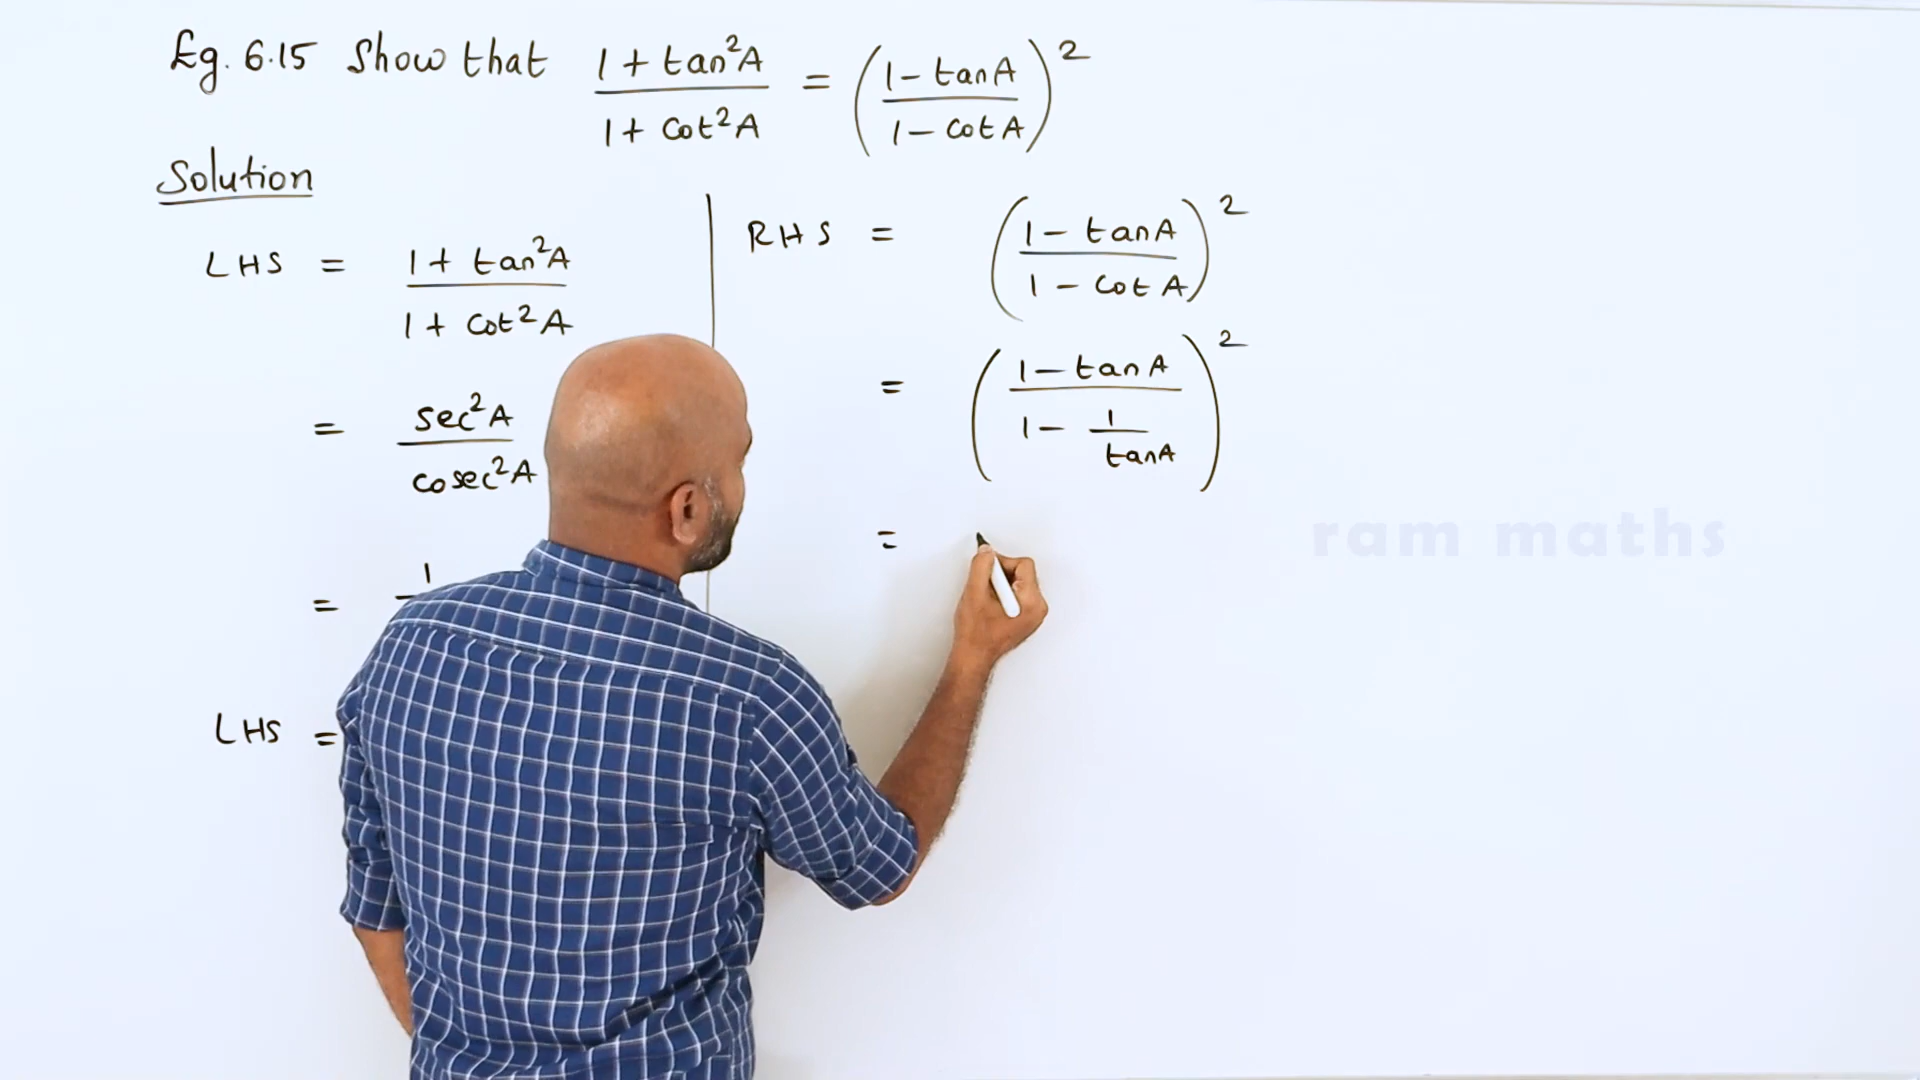 Eg. 6.15 Show that (1 + tan²A)/(1 + cot²A) = ((1 - tanA)/(1 - cotA))²
Solution
LHS = (1 + tan²A)/(1 + cot²A)
= sec²A/cosec²A
= 1
LHS =
RHS = ((1 - tanA)/(1 - cotA))²
= ((1 - tanA)/(1 - 1/tanA))²
=
ram maths